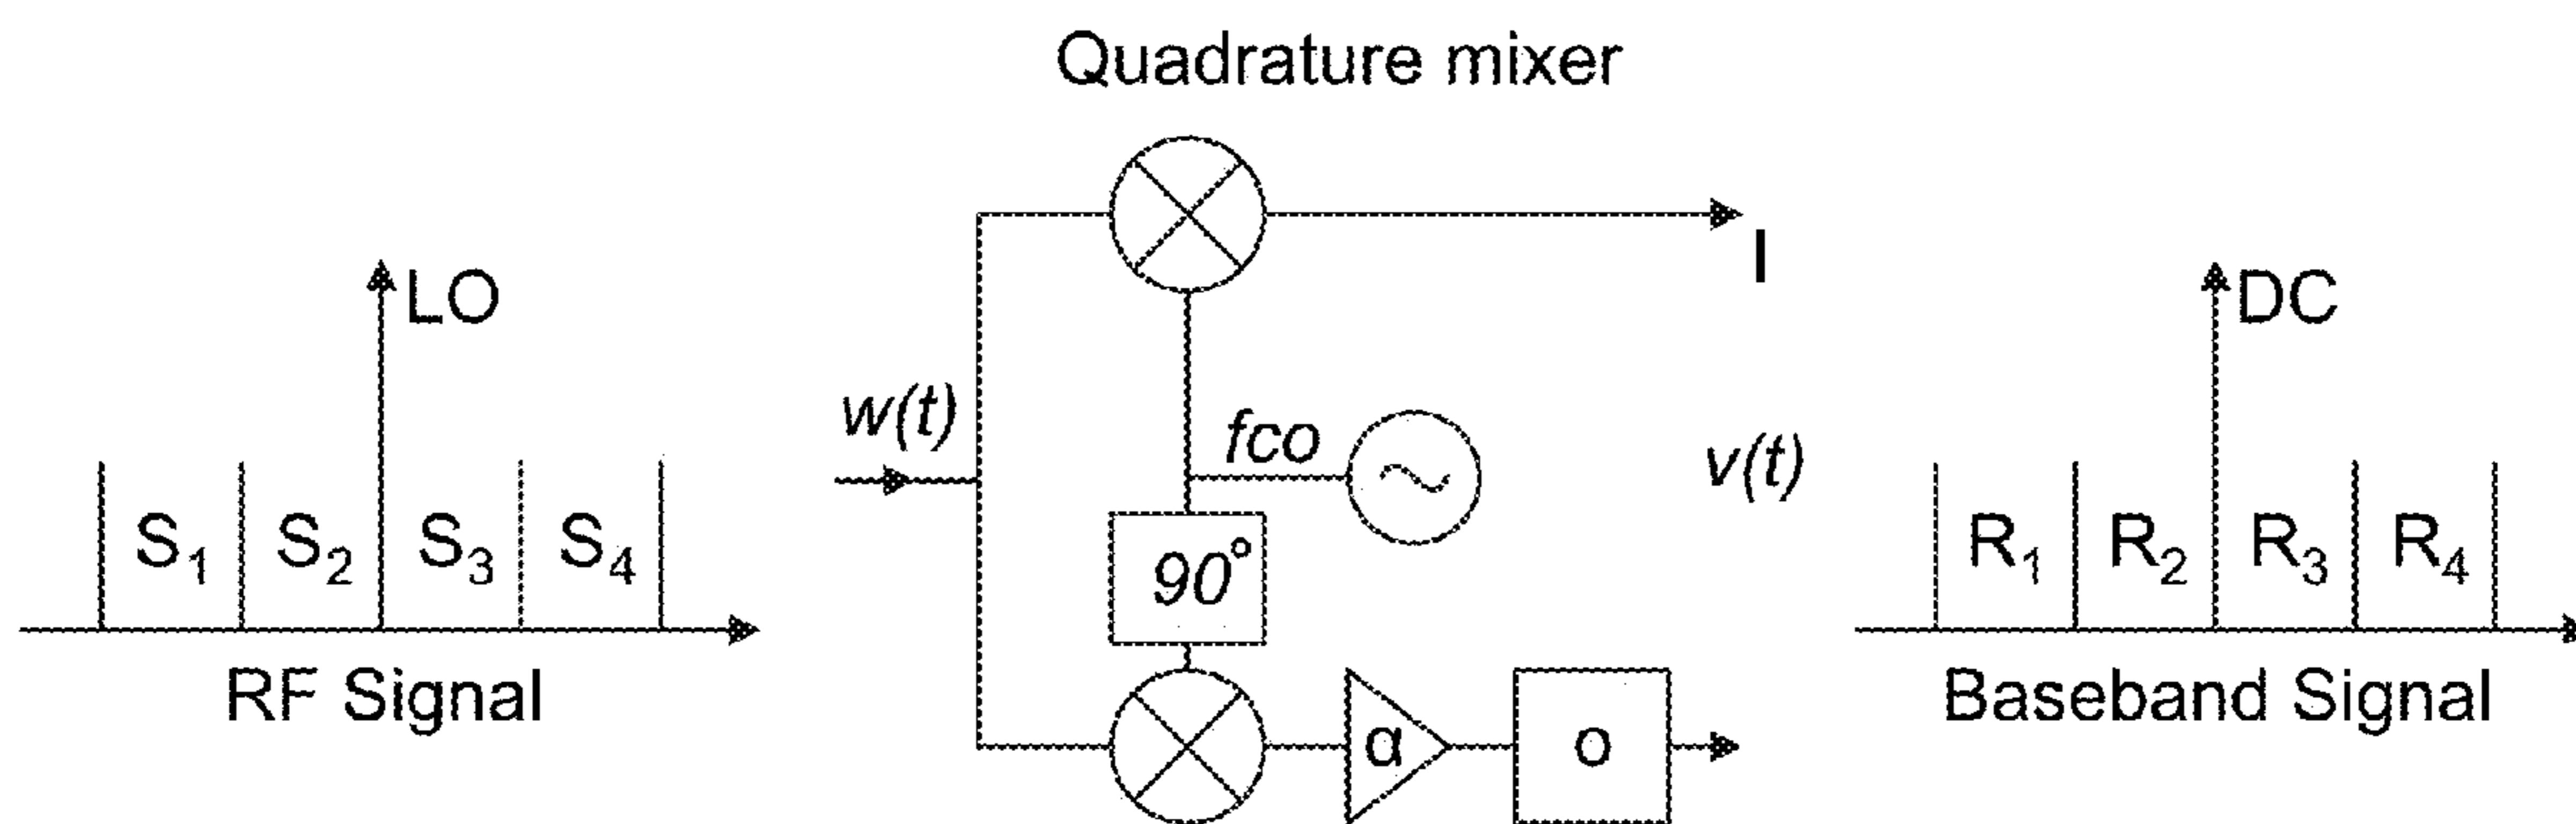 Quadrature mixer
LO
S1 S2 S3 S4
RF Signal
w(t)
fco
90°
α
o
I
v(t)
DC
R1 R2 R3 R4
Baseband Signal